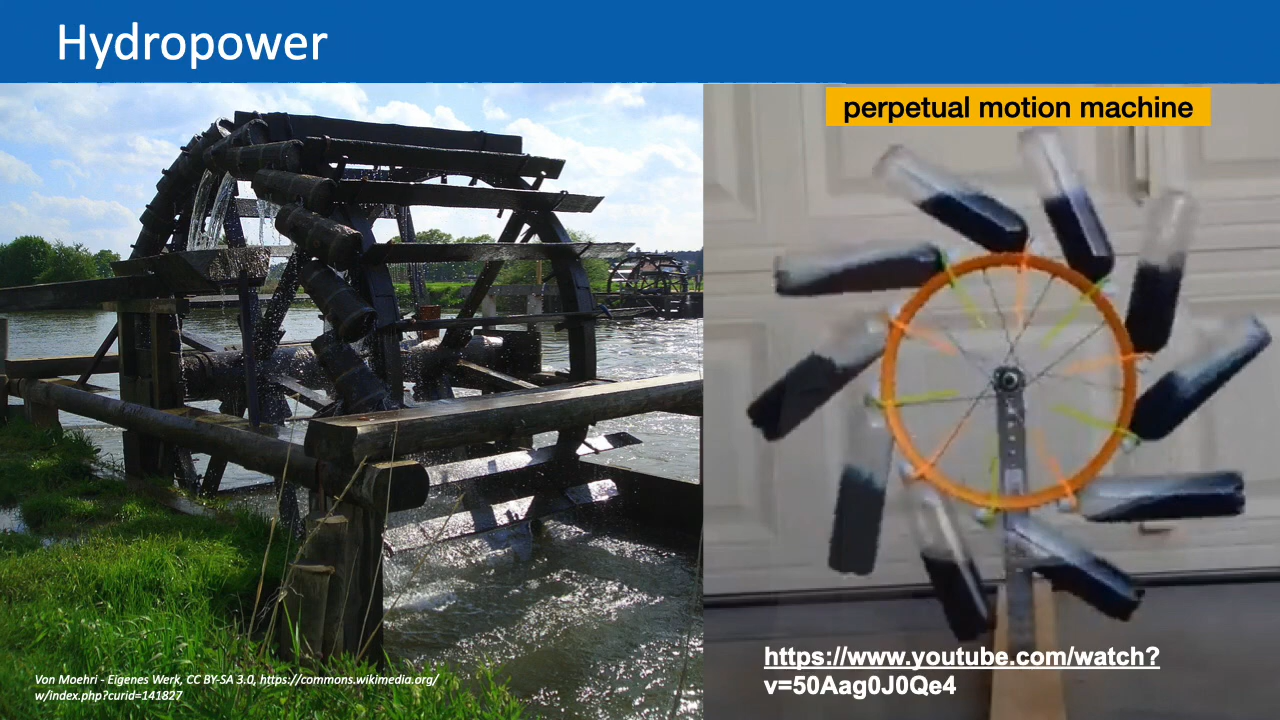 Hydropower
perpetual motion machine
https://www.youtube.com/watch?
v=50Aag0J0Qe4
Von Moehri - Eigenes Werk, CC BY-SA 3.0, https://commons.wikimedia.org/
w/index.php?curid=141827